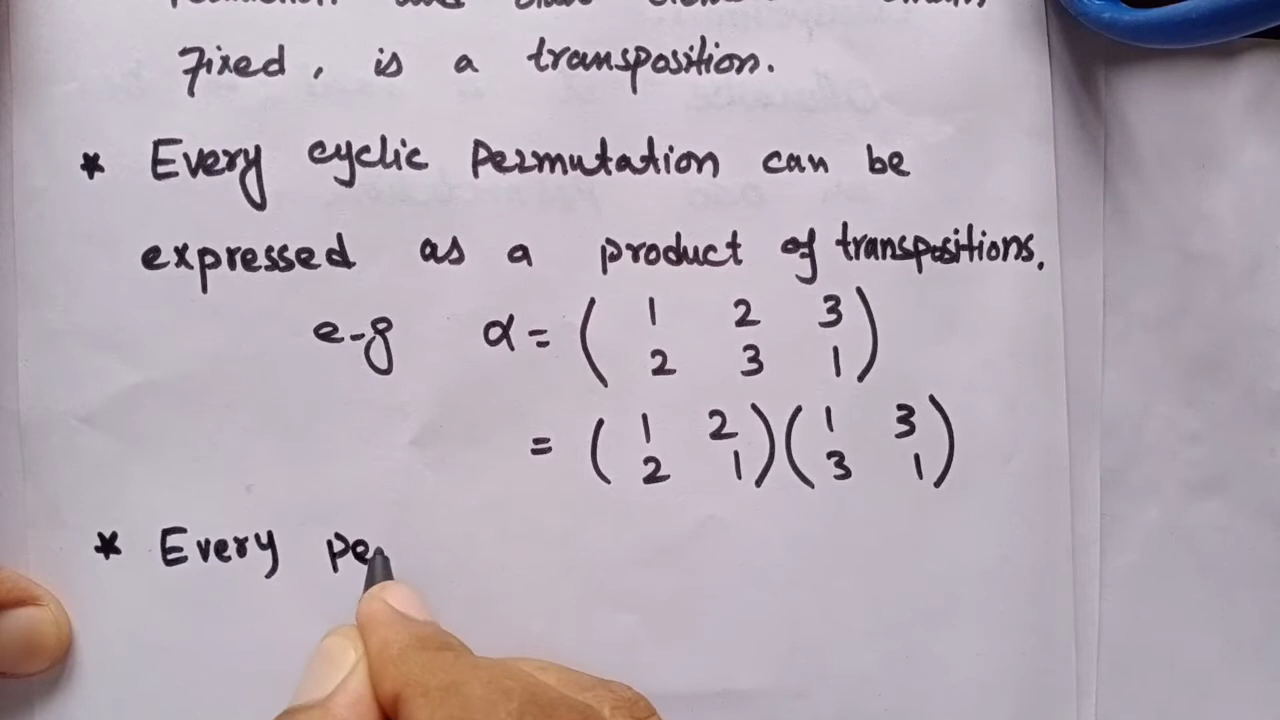 Fixed, is a transposition.
* Every cyclic Permutation can be
expressed as a product of transpositions.
e-g α = ( 1 2 3 )
( 2 3 1 )
= ( 1 2 ) ( 1 3 )
( 2 1 ) ( 3 1 )
* Every pe